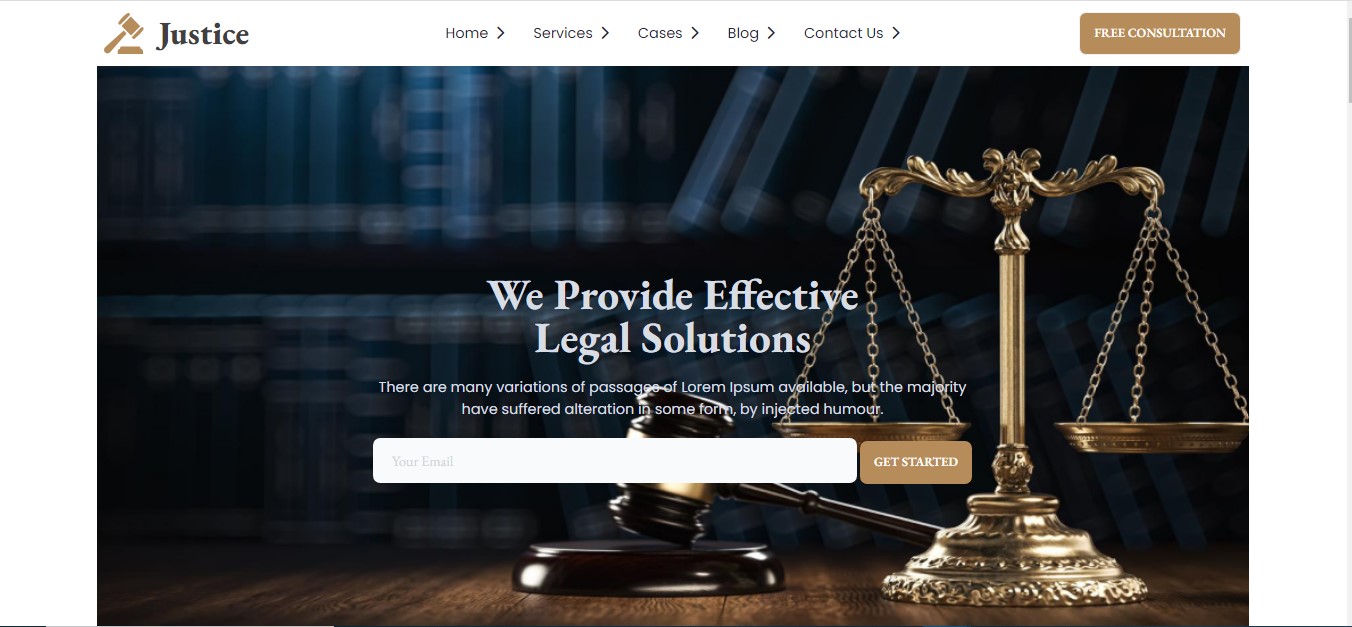 Justice
Home
Services
Cases
Blog
Contact Us
FREE CONSULTATION
We Provide Effective
Legal Solutions
There are many variations of passages of Lorem Ipsum available, but the majority
have suffered alteration in some form, by injected humour.
Your Email
GET STARTED